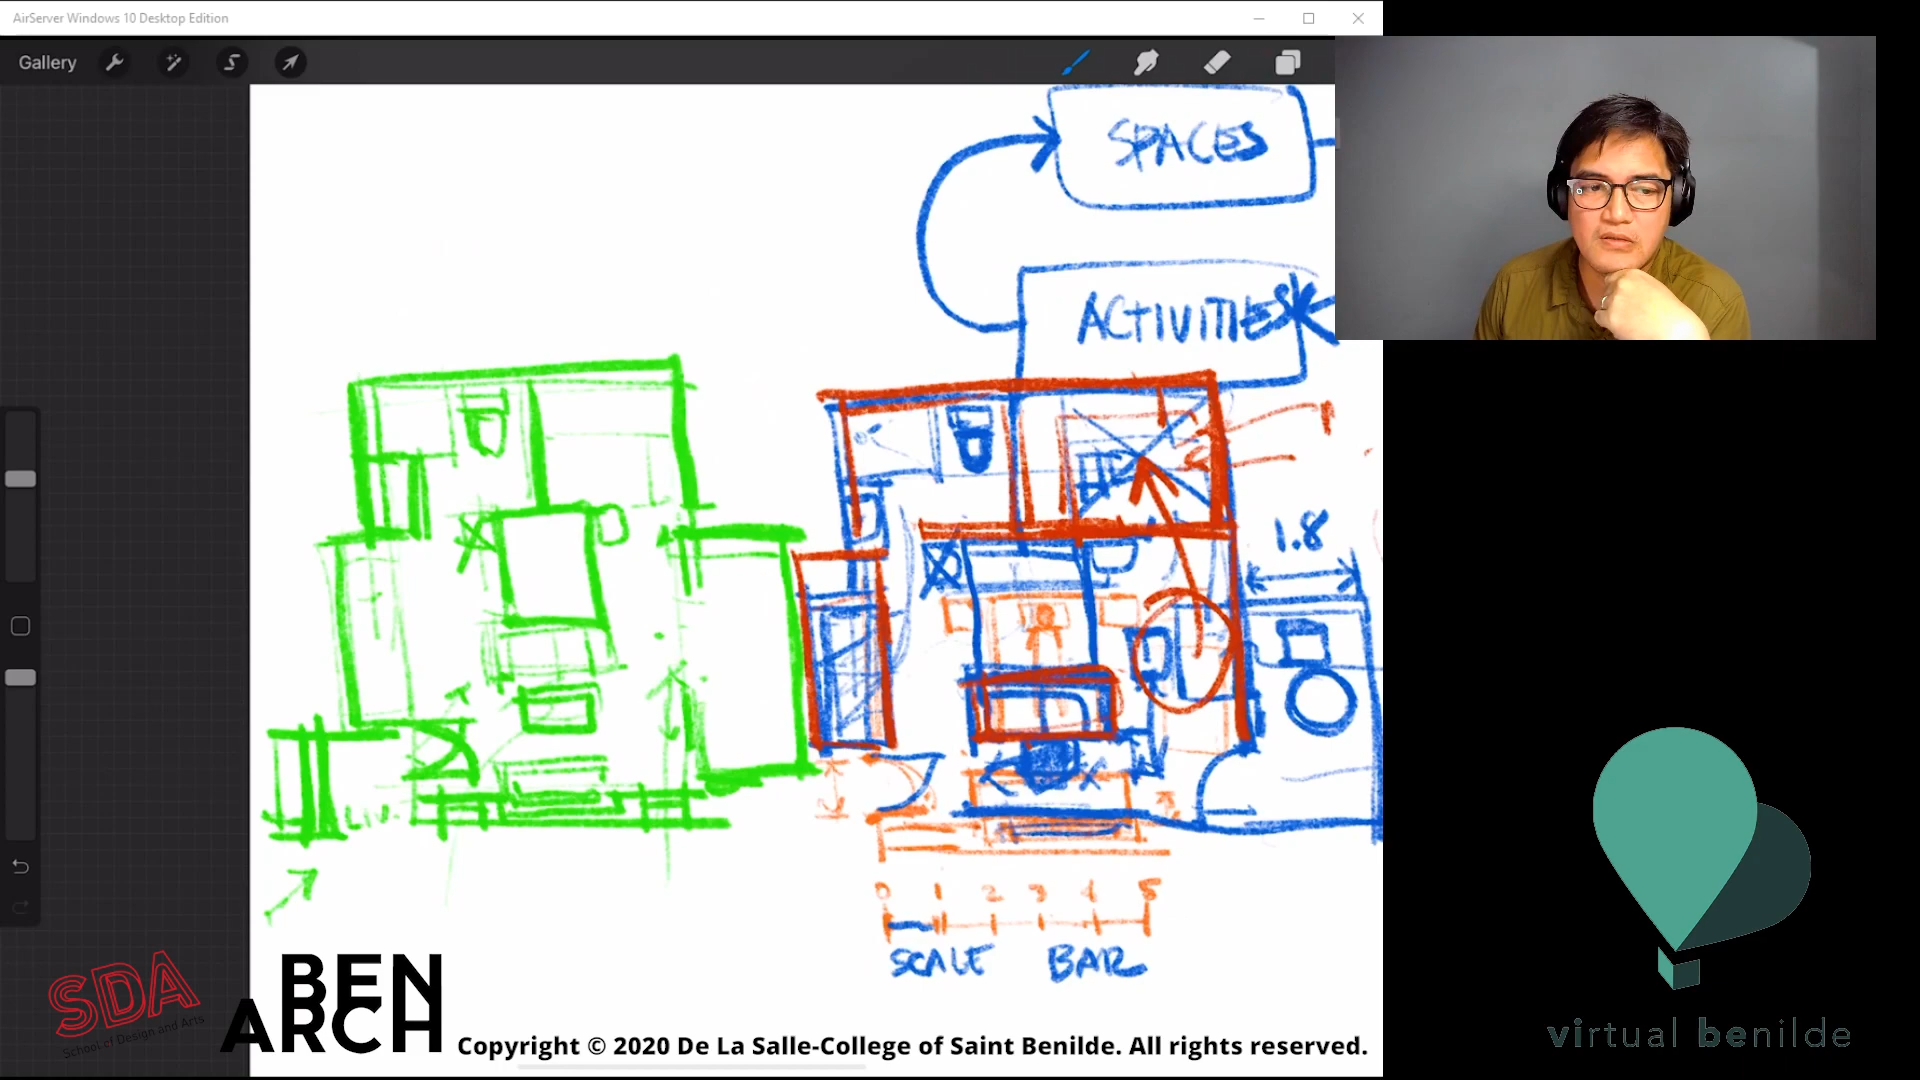 AirServer Windows 10 Desktop Edition
Gallery
SPACES
ACTIVITIES
1.8
LIV.
0 1 2 3 4 5
SCALE BAR
SDA
School of Design and Arts
BEN
ARCH
Copyright © 2020 De La Salle-College of Saint Benilde. All rights reserved.
virtual benilde